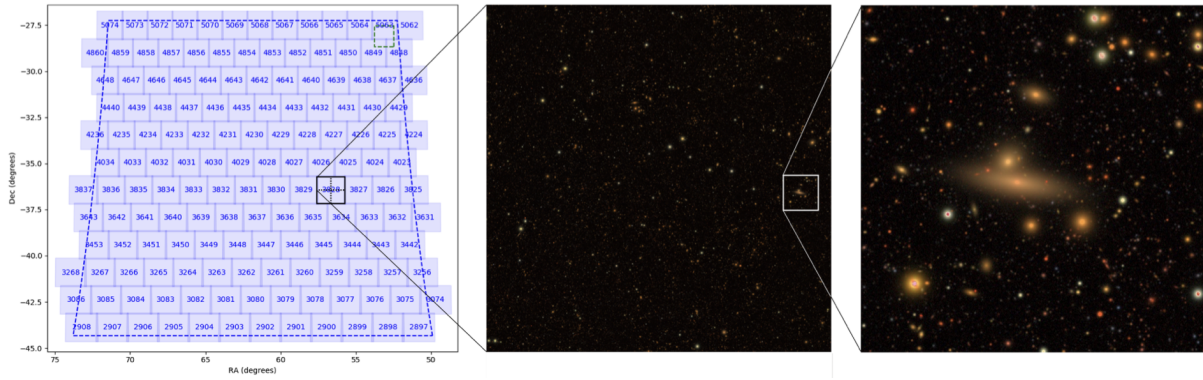 −27.5 5074 5073 5072 5071 5070 5069 5068 5067 5066 5065 5064 5063 5062
4860 4859 4858 4857 4856 4855 4854 4853 4852 4851 4850 4849 4848
−30.0
4648 4647 4646 4645 4644 4643 4642 4641 4640 4639 4638 4637 4636
4440 4439 4438 4437 4436 4435 4434 4433 4432 4431 4430 4429
−32.5
4236 4235 4234 4233 4232 4231 4230 4229 4228 4227 4226 4225 4224
−35.0 4034 4033 4032 4031 4030 4029 4028 4027 4026 4025 4024 4023
3837 3836 3835 3834 3833 3832 3831 3830 3829 3828 3827 3826 3825
Dec (degrees)
−37.5
3643 3642 3641 3640 3639 3638 3637 3636 3635 3634 3633 3632 3631
3453 3452 3451 3450 3449 3448 3447 3446 3445 3444 3443 3442
−40.0
3268 3267 3266 3265 3264 3263 3262 3261 3260 3259 3258 3257 3256
−42.5 3086 3085 3084 3083 3082 3081 3080 3079 3078 3077 3076 3075 3074
2908 2907 2906 2905 2904 2903 2902 2901 2900 2899 2898 2897
−45.0
75 70 65 60 55 50
RA (degrees)